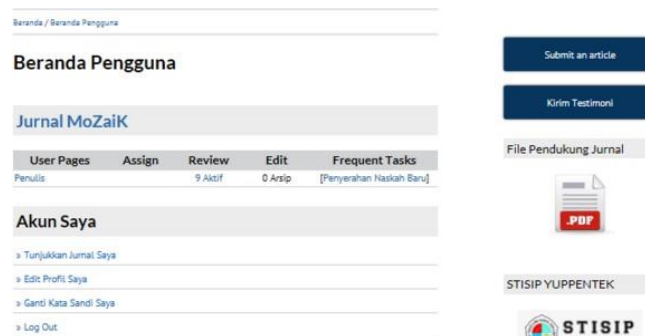 Beranda / Beranda Pengguna
Beranda Pengguna
Jurnal MoZaiK
User Pages Assign Review Edit Frequent Tasks
Penulis 9 Aktif 0 Arsip [Penyerahan Naskah Baru]
Akun Saya
» Tunjukkan Jurnal Saya
» Edit Profil Saya
» Ganti Kata Sandi Saya
» Log Out
Submit an article
Kirim Testimoni
File Pendukung Jurnal
.PDF
STISIP YUPPENTEK
STISIP